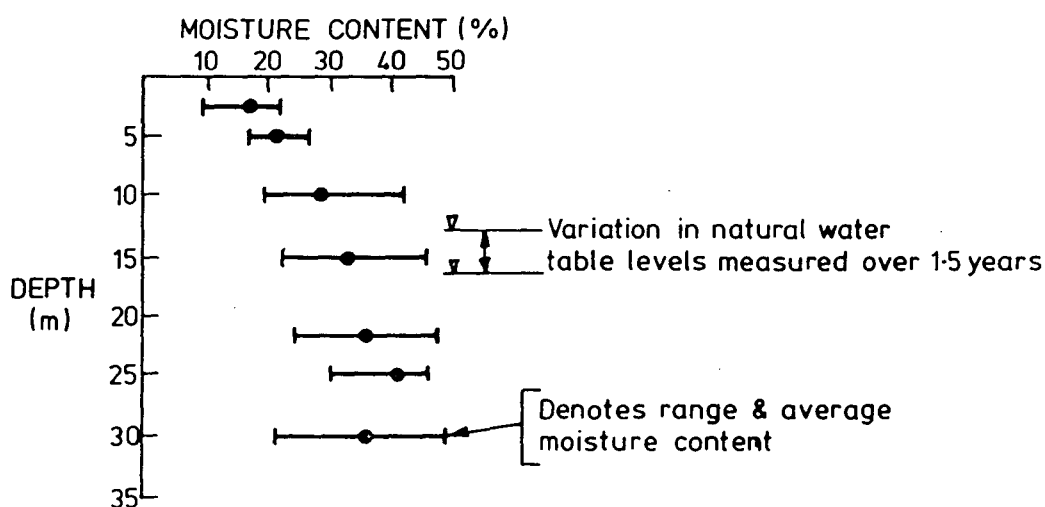 MOISTURE CONTENT (%)
10 20 30 40 50
5
10
Variation in natural water
15
table levels measured over 1·5 years
DEPTH
(m)
20
25
Denotes range & average
30
moisture content
35